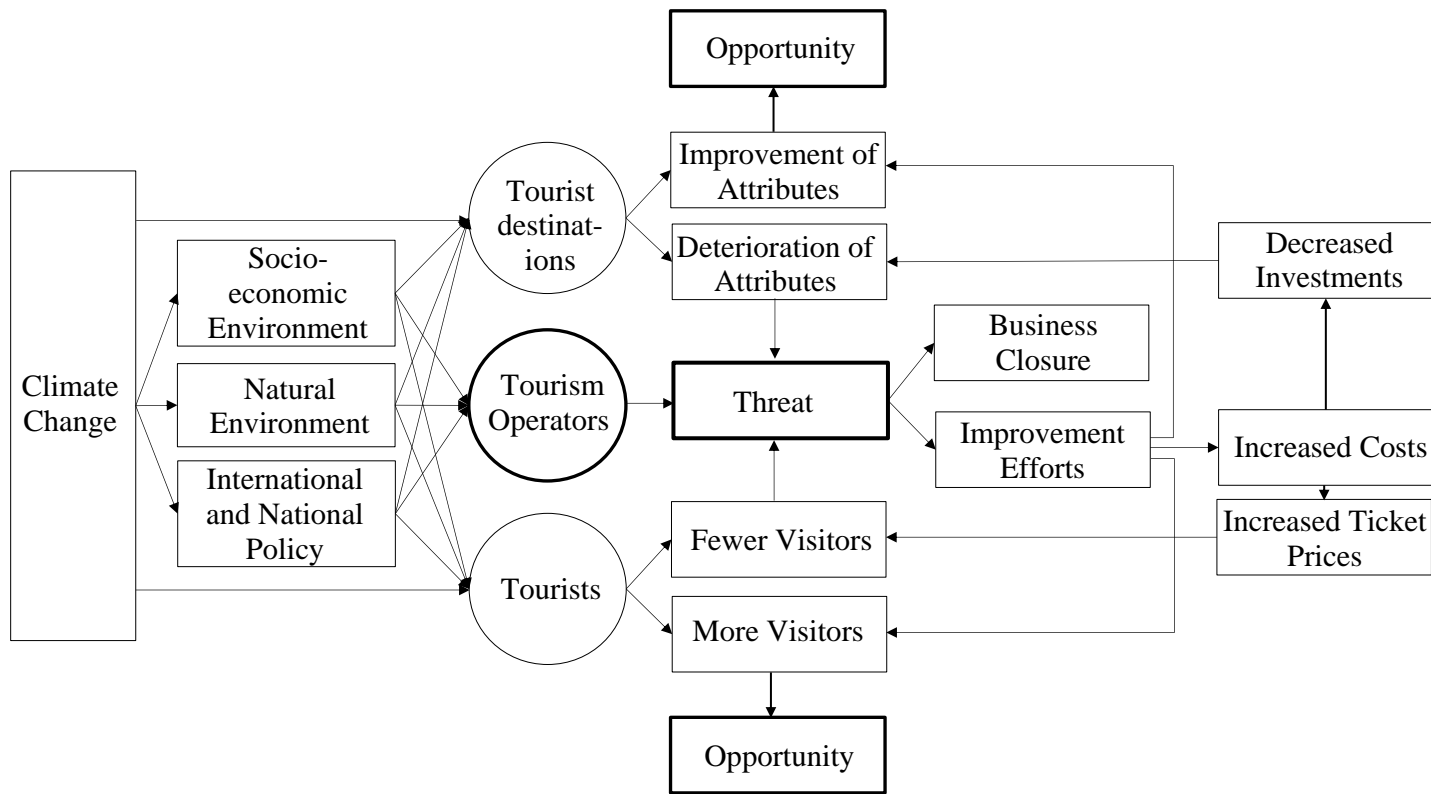 Opportunity
Improvement of
Attributes
Tourist
destinat-
ions
Deterioration of
Attributes
Decreased
Investments
Socio-
economic
Environment
Business
Closure
Climate
Change
Natural
Environment
Tourism
Operators
Threat
Improvement
Efforts
Increased Costs
International
and National
Policy
Fewer Visitors
Increased Ticket
Prices
Tourists
More Visitors
Opportunity